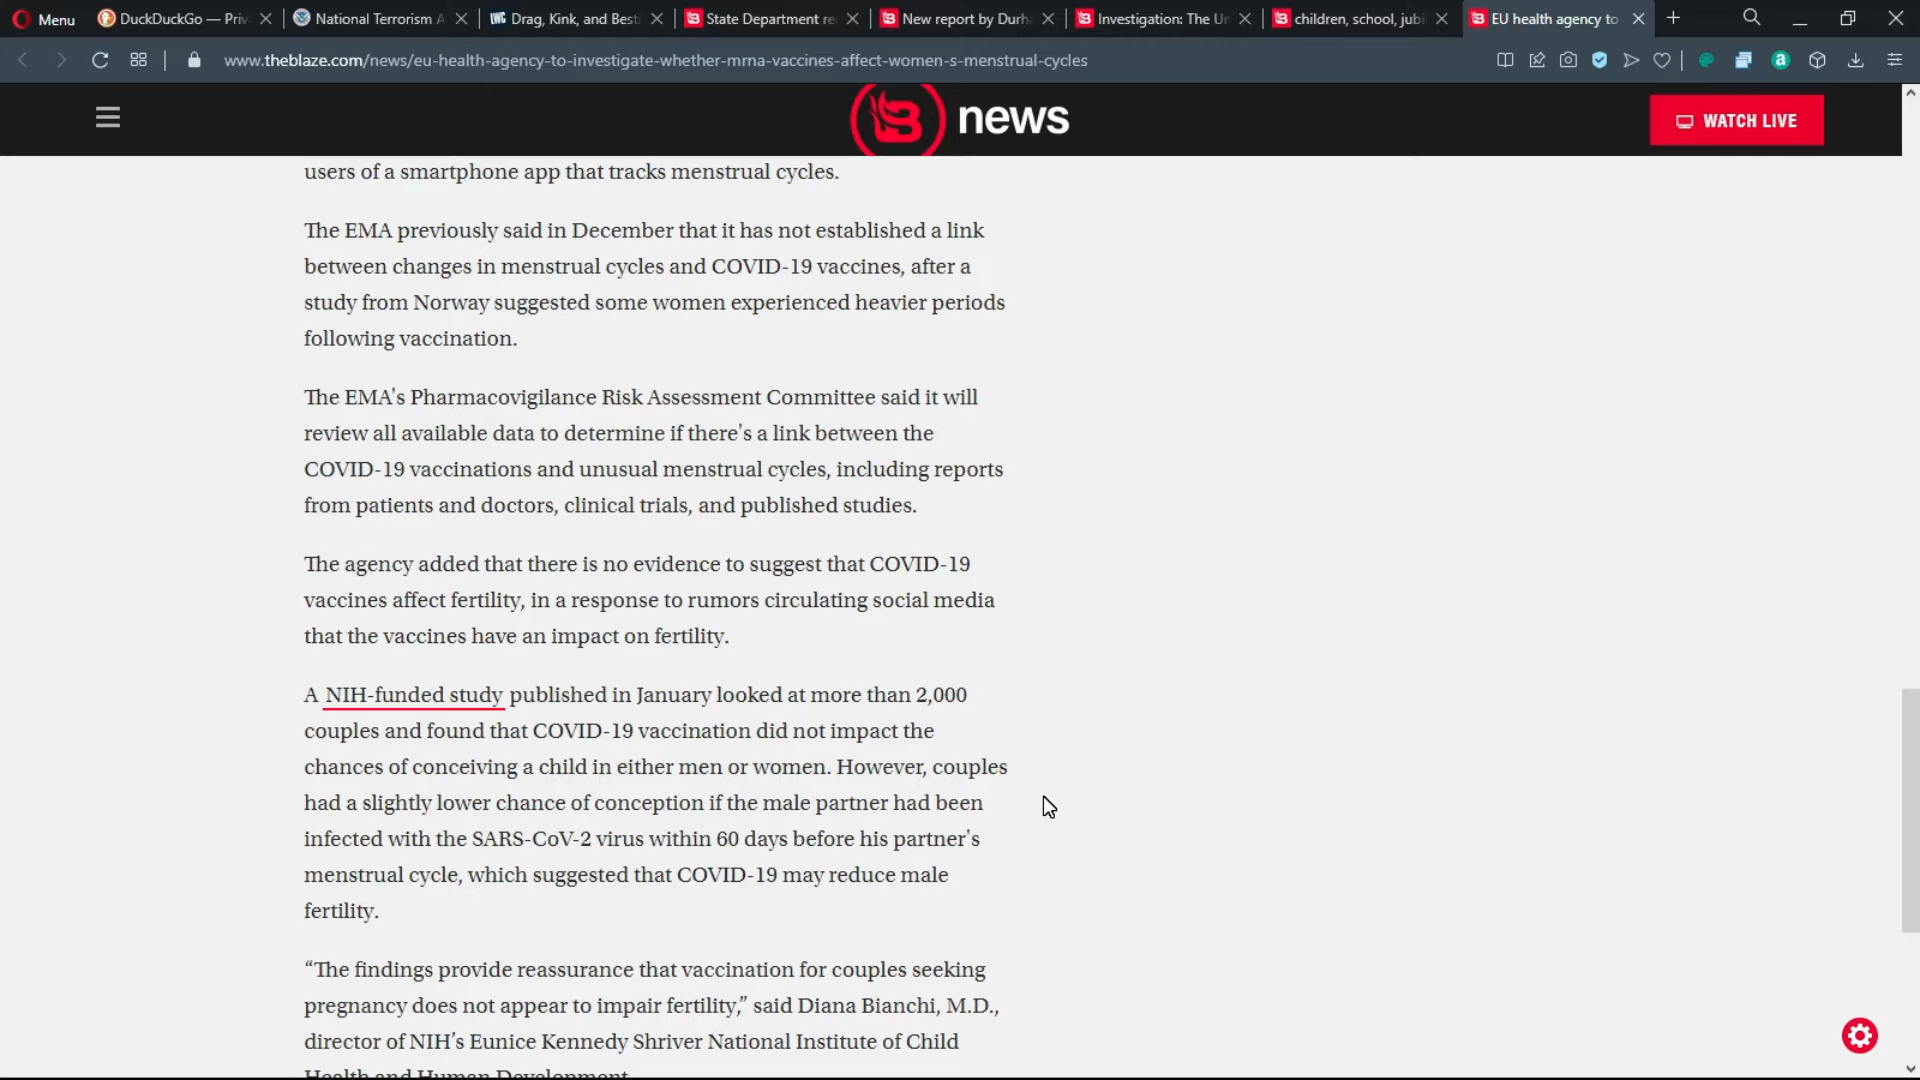 Menu
DuckDuckGo — Priv
National Terrorism A
IWC Drag, Kink, and Besti
State Department re
New report by Durh
Investigation: The Un
children, school, jubi
EU health agency to
www.theblaze.com/news/eu-health-agency-to-investigate-whether-mrna-vaccines-affect-women-s-menstrual-cycles
news
WATCH LIVE
users of a smartphone app that tracks menstrual cycles.
The EMA previously said in December that it has not established a link
between changes in menstrual cycles and COVID-19 vaccines, after a
study from Norway suggested some women experienced heavier periods
following vaccination.
The EMA's Pharmacovigilance Risk Assessment Committee said it will
review all available data to determine if there's a link between the
COVID-19 vaccinations and unusual menstrual cycles, including reports
from patients and doctors, clinical trials, and published studies.
The agency added that there is no evidence to suggest that COVID-19
vaccines affect fertility, in a response to rumors circulating social media
that the vaccines have an impact on fertility.
A NIH-funded study published in January looked at more than 2,000
couples and found that COVID-19 vaccination did not impact the
chances of conceiving a child in either men or women. However, couples
had a slightly lower chance of conception if the male partner had been
infected with the SARS-CoV-2 virus within 60 days before his partner's
menstrual cycle, which suggested that COVID-19 may reduce male
fertility.
“The findings provide reassurance that vaccination for couples seeking
pregnancy does not appear to impair fertility,” said Diana Bianchi, M.D.,
director of NIH’s Eunice Kennedy Shriver National Institute of Child
Health and Human Development